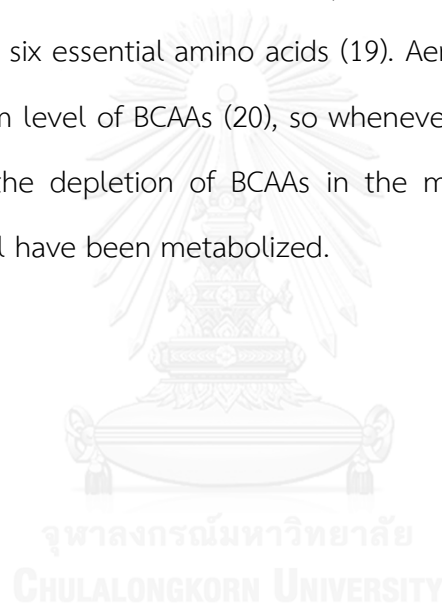 six essential amino acids (19). Aer
level of BCAAs (20), so wheneve
the depletion of BCAAs in the m
l have been metabolized.
จุฬาลงกรณ์มหาวิทยาลัย
CHULALONGKORN UNIVERSITY